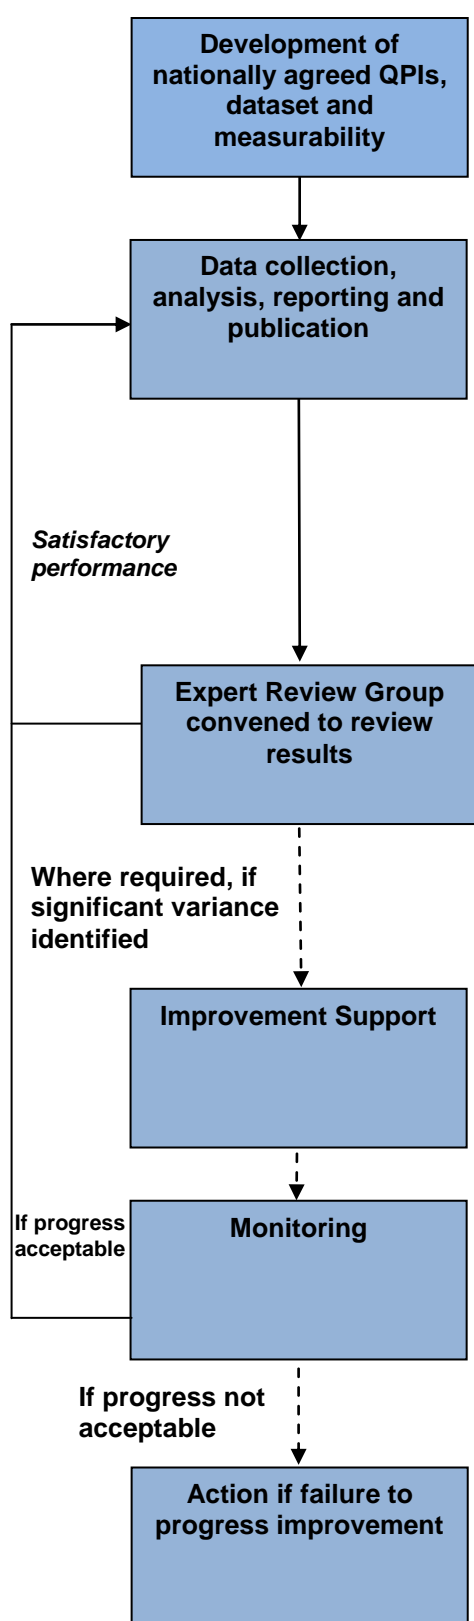 Development of
nationally agreed QPIs,
dataset and
measurability
Data collection,
analysis, reporting and
publication
Satisfactory
performance
Expert Review Group
convened to review
results
Where required, if
significant variance
identified
Improvement Support
If progress
acceptable
Monitoring
If progress not
acceptable
Action if failure to
progress improvement